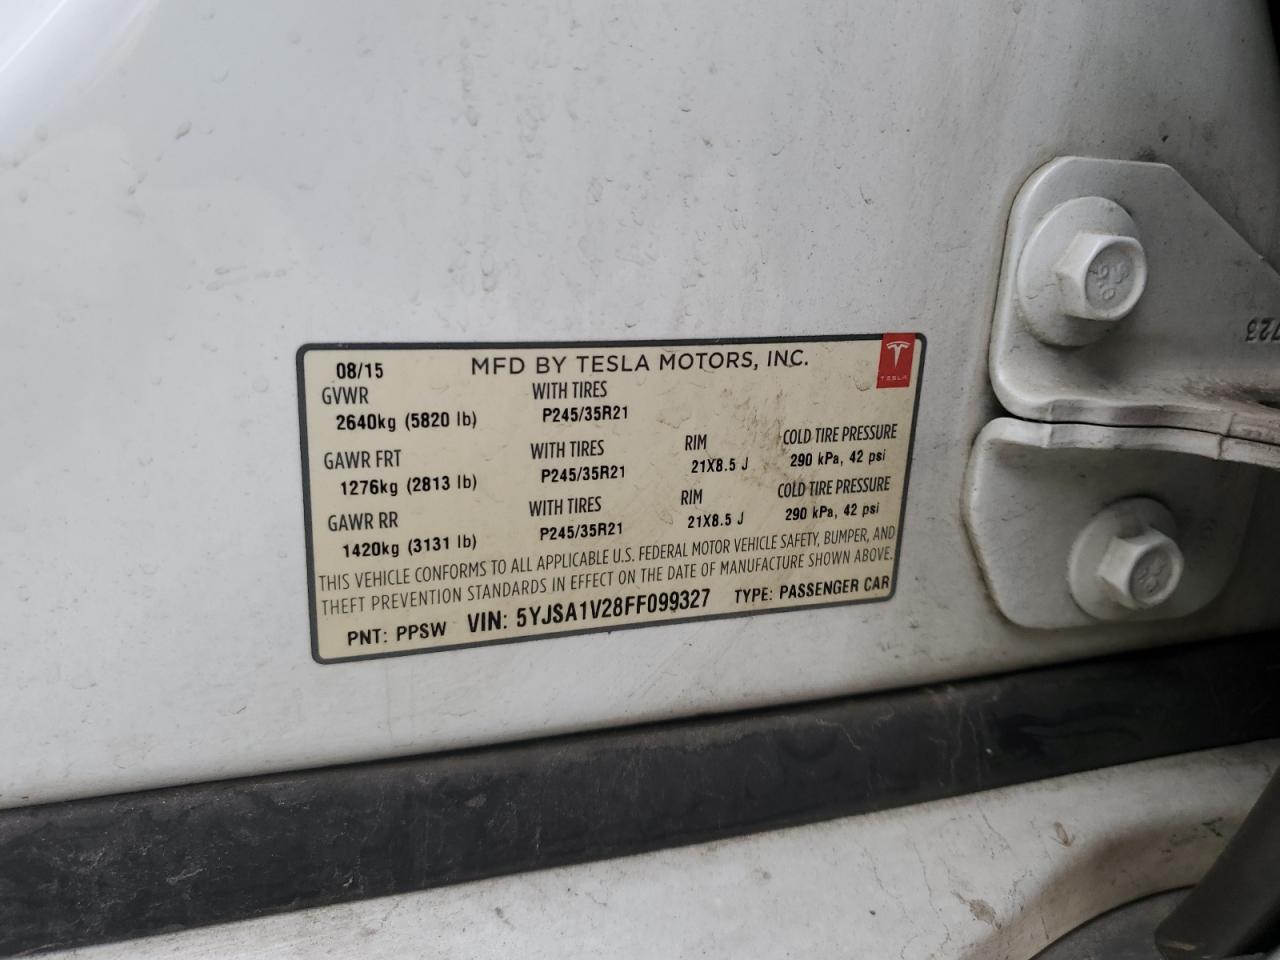 08/15 MFD BY TESLA MOTORS, INC.
TESLA
GVWR WITH TIRES
2640kg (5820 lb) P245/35R21
GAWR FRT WITH TIRES RIM COLD TIRE PRESSURE
1276kg (2813 lb) P245/35R21 21X8.5 J 290 kPa, 42 psi
GAWR RR WITH TIRES RIM COLD TIRE PRESSURE
1420kg (3131 lb) P245/35R21 21X8.5 J 290 kPa, 42 psi
THIS VEHICLE CONFORMS TO ALL APPLICABLE U.S. FEDERAL MOTOR VEHICLE SAFETY, BUMPER, AND
THEFT PREVENTION STANDARDS IN EFFECT ON THE DATE OF MANUFACTURE SHOWN ABOVE.
PNT: PPSW VIN: 5YJSA1V28FF099327 TYPE: PASSENGER CAR